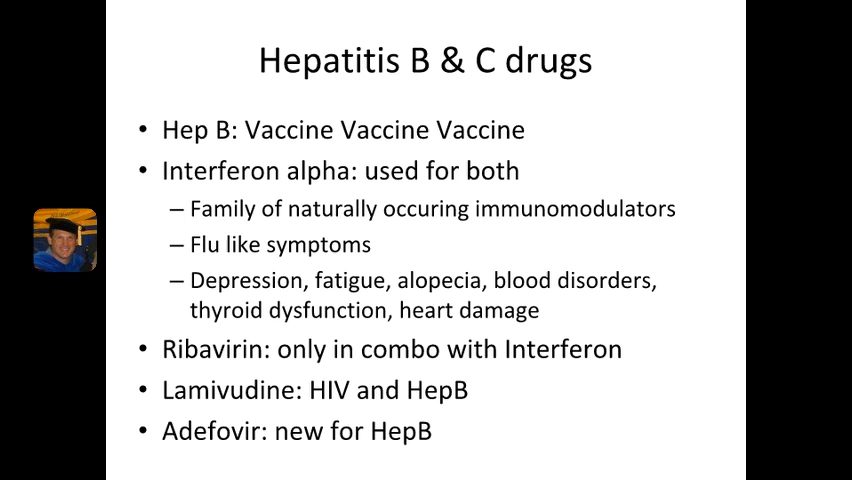 Hepatitis B & C drugs
• Hep B: Vaccine Vaccine Vaccine
• Interferon alpha: used for both
– Family of naturally occuring immunomodulators
– Flu like symptoms
– Depression, fatigue, alopecia, blood disorders,
thyroid dysfunction, heart damage
• Ribavirin: only in combo with Interferon
• Lamivudine: HIV and HepB
• Adefovir: new for HepB